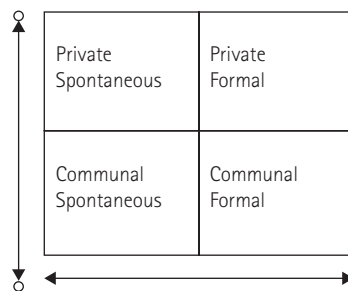 Private
Spontaneous
Private
Formal
Communal
Spontaneous
Communal
Formal